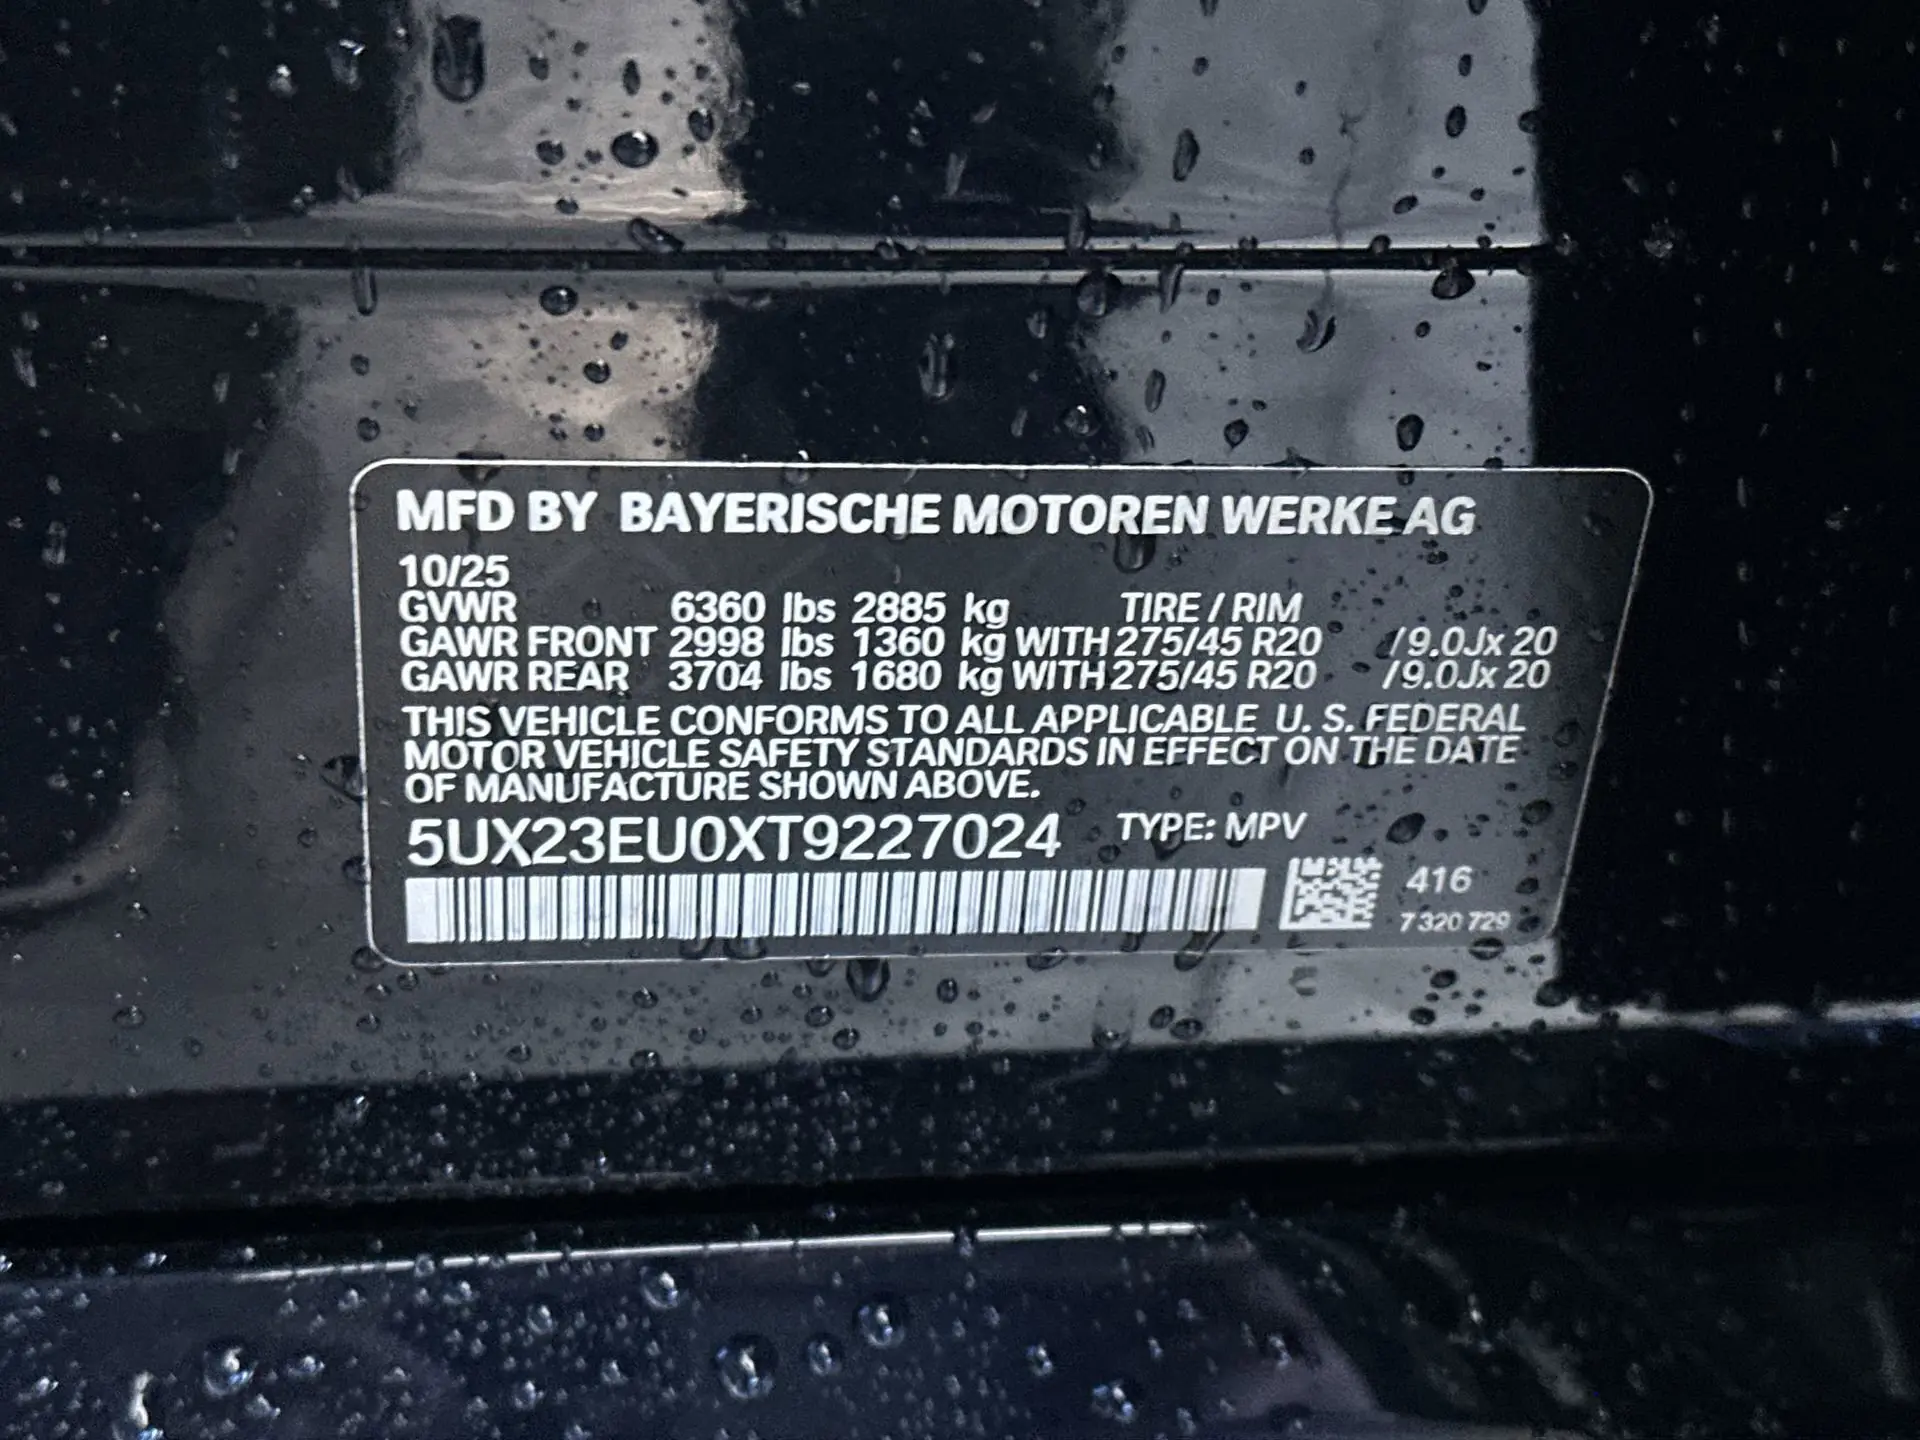 MFD BY BAYERISCHE MOTOREN WERKE AG
10/25
GVWR 6360 lbs 2885 kg TIRE / RIM
GAWR FRONT 2998 lbs 1360 kg WITH 275/45 R20 /9.0Jx 20
GAWR REAR 3704 lbs 1680 kg WITH 275/45 R20 /9.0Jx 20
THIS VEHICLE CONFORMS TO ALL APPLICABLE U. S. FEDERAL
MOTOR VEHICLE SAFETY STANDARDS IN EFFECT ON THE DATE
OF MANUFACTURE SHOWN ABOVE.
5UX23EU0XT9227024 TYPE: MPV
416
7 320 729